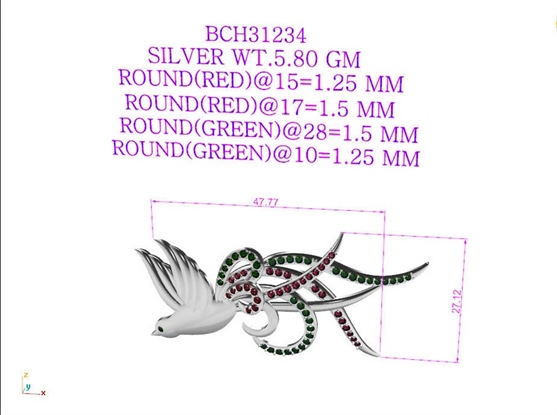 BCH31234
SILVER WT.5.80 GM
ROUND(RED)@15=1.25 MM
ROUND(RED)@17=1.5 MM
ROUND(GREEN)@28=1.5 MM
ROUND(GREEN)@10=1.25 MM
47.77
27.12
z
y
x